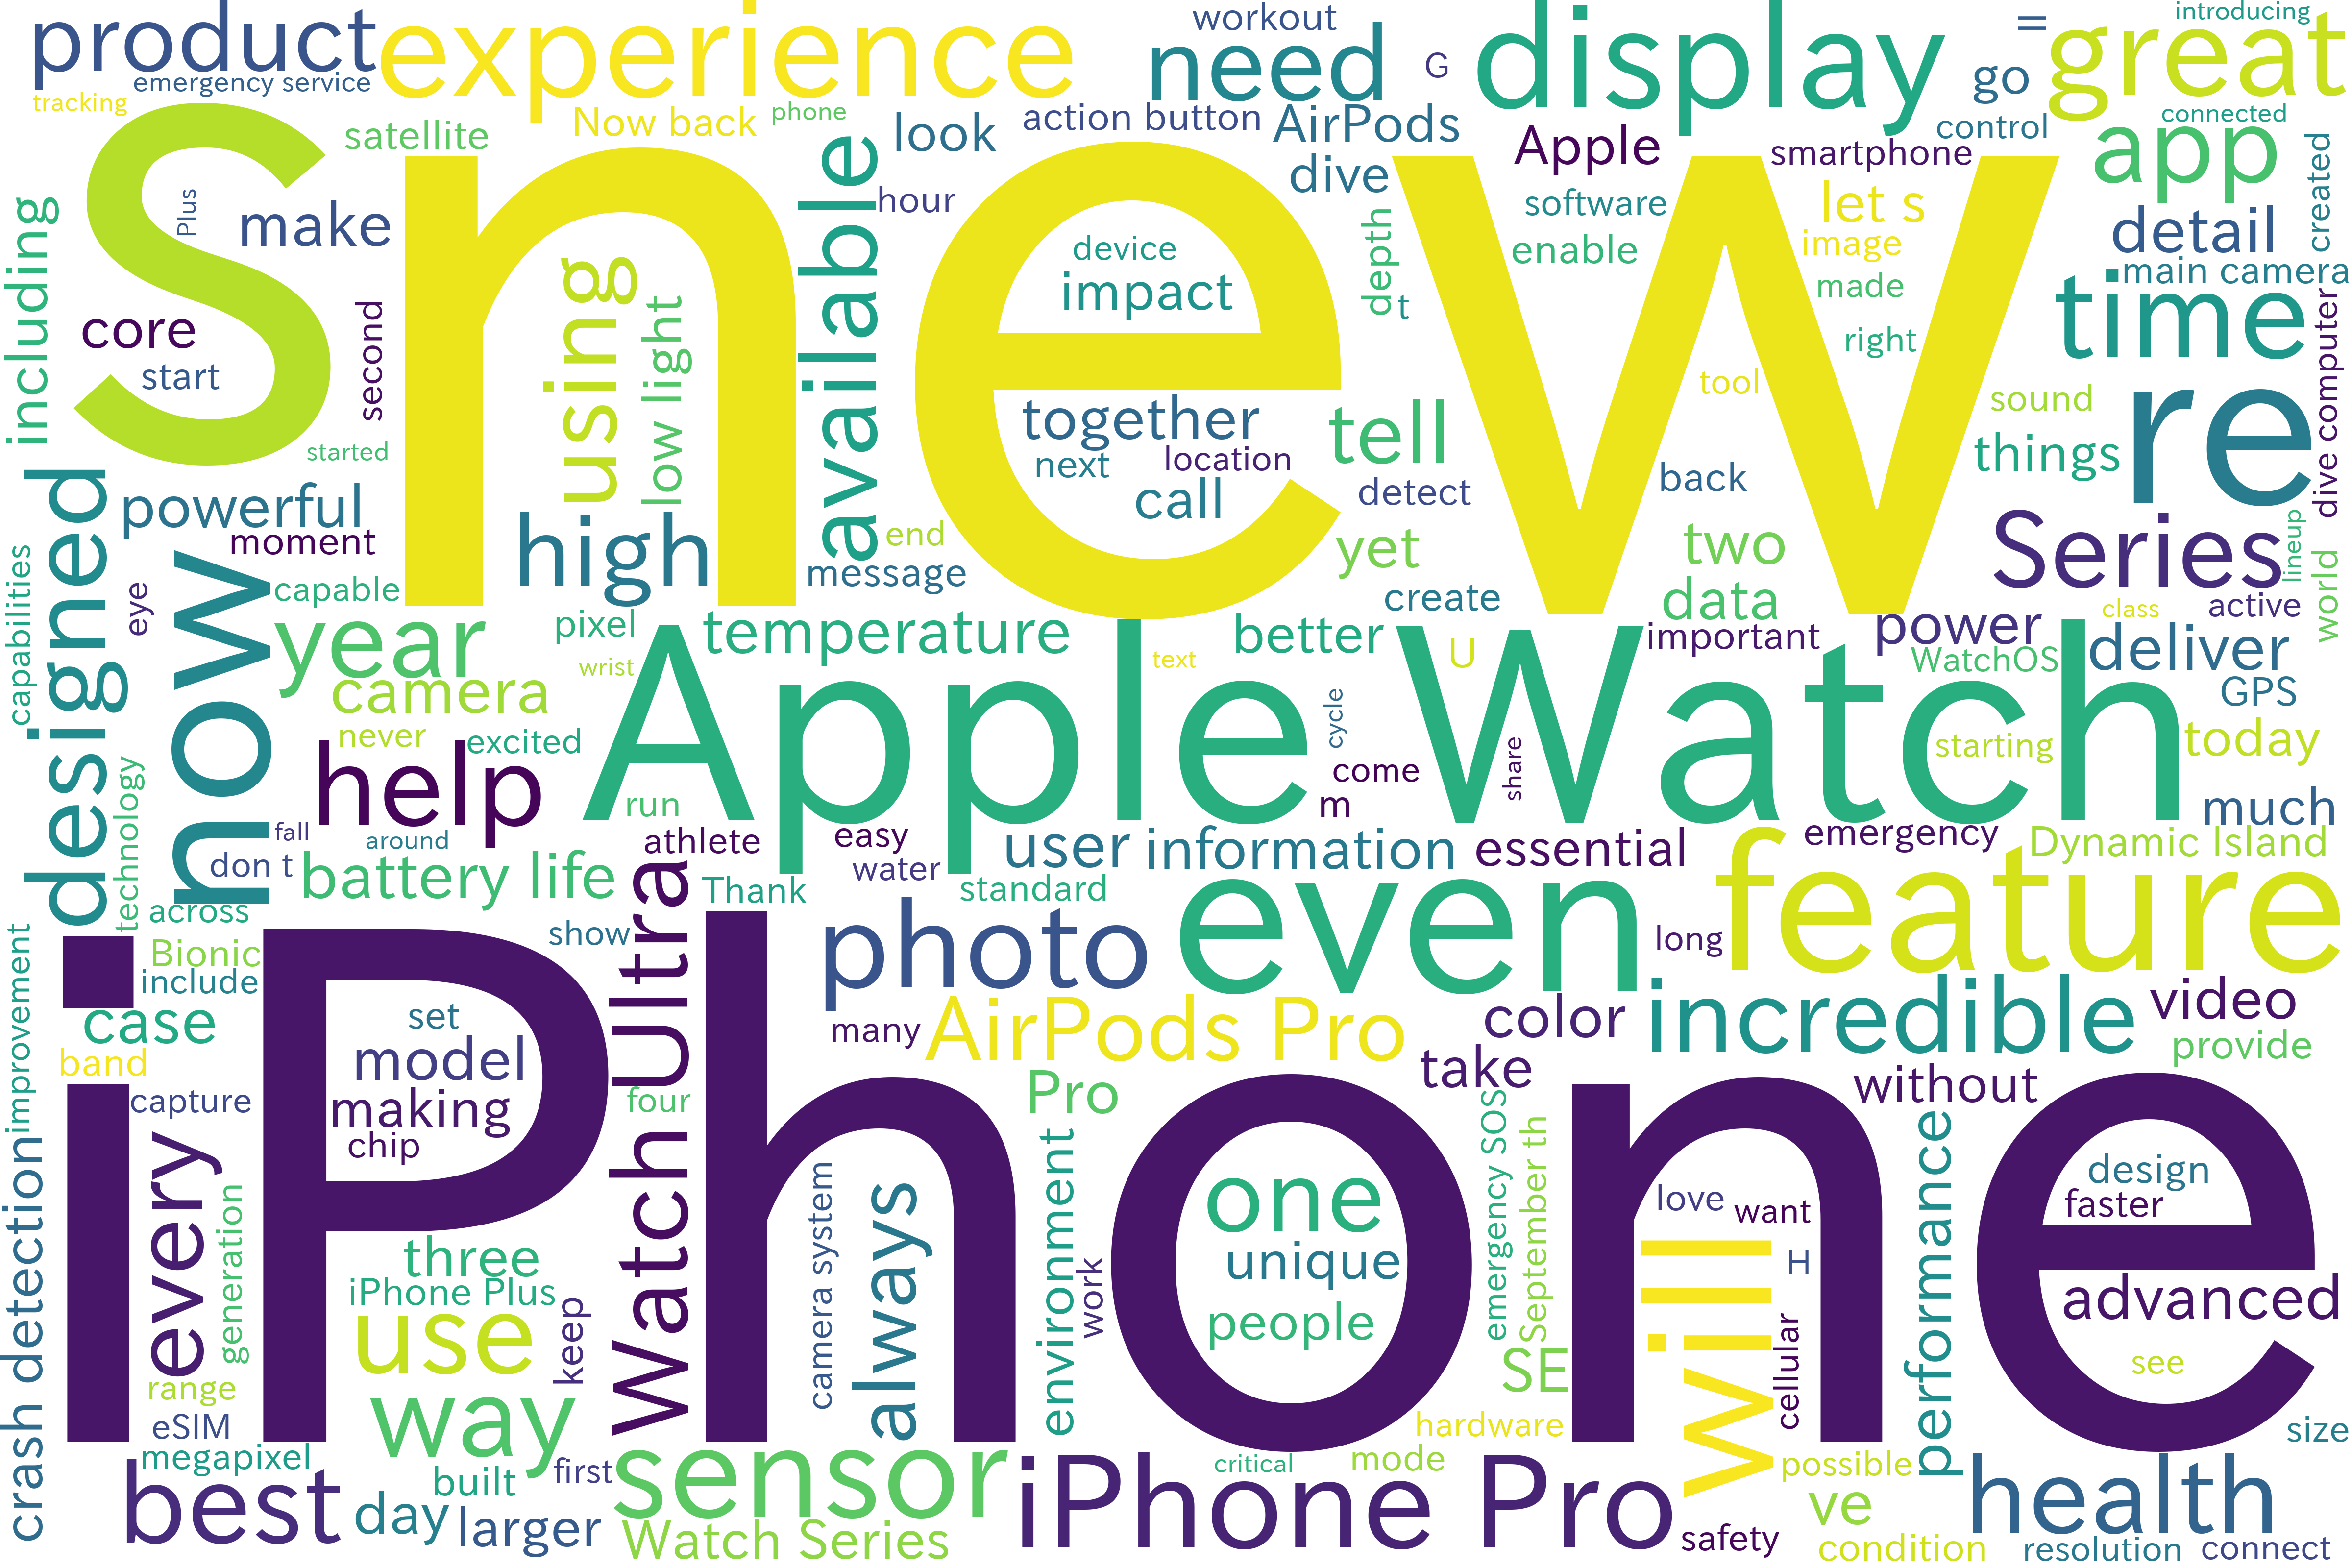 product
experience
workout
need
G
display
=
introducing
great
emergency service
tracking
go
connected
satellite
Now back
phone
look
action button
AirPods
dive
Apple
smartphone
control
app
created
S
new
available
hour
Plus
make
including
using
low light
device
impact
depth
t
software
enable
let s
image
made
right
detail
main camera
time
dive computer
core
start
second
started
together
next
location
call
tell
detect
tool
back
sound
things
re
designed
powerful
moment
high
end
message
yet
create
two
data
Series
lineup
world
capabilities
eye
now
capable
year
pixel
wrist
temperature
text
better
U
important
power
class
active
WatchOS
deliver
GPS
camera
never
excited
Apple Watch
cycle
come
m
share
starting
today
technology
help
run
fall
around
don t
battery life
athlete
easy
water
user
information
essential
emergency
much
Dynamic Island
Thank
standard
across
Bionic
include
show
Watch Ultra
photo
even
long
feature
improvement
case
band
set
model
making
chip
capture
four
many
AirPods Pro
Pro
color
take
incredible
video
provide
without
iPhone
crash detection
every
generation
range
eSIM
megapixel
three
iPhone Plus
use
keep
way
camera system
always
environment
work
one
unique
people
emergency SOS
September th
SE
love
want
H
will
cellular
performance
design
faster
advanced
see
size
hardware
best
built
first
day
larger
sensor
Watch Series
critical
mode
iPhone Pro
safety
possible
ve
condition
health
resolution
connect